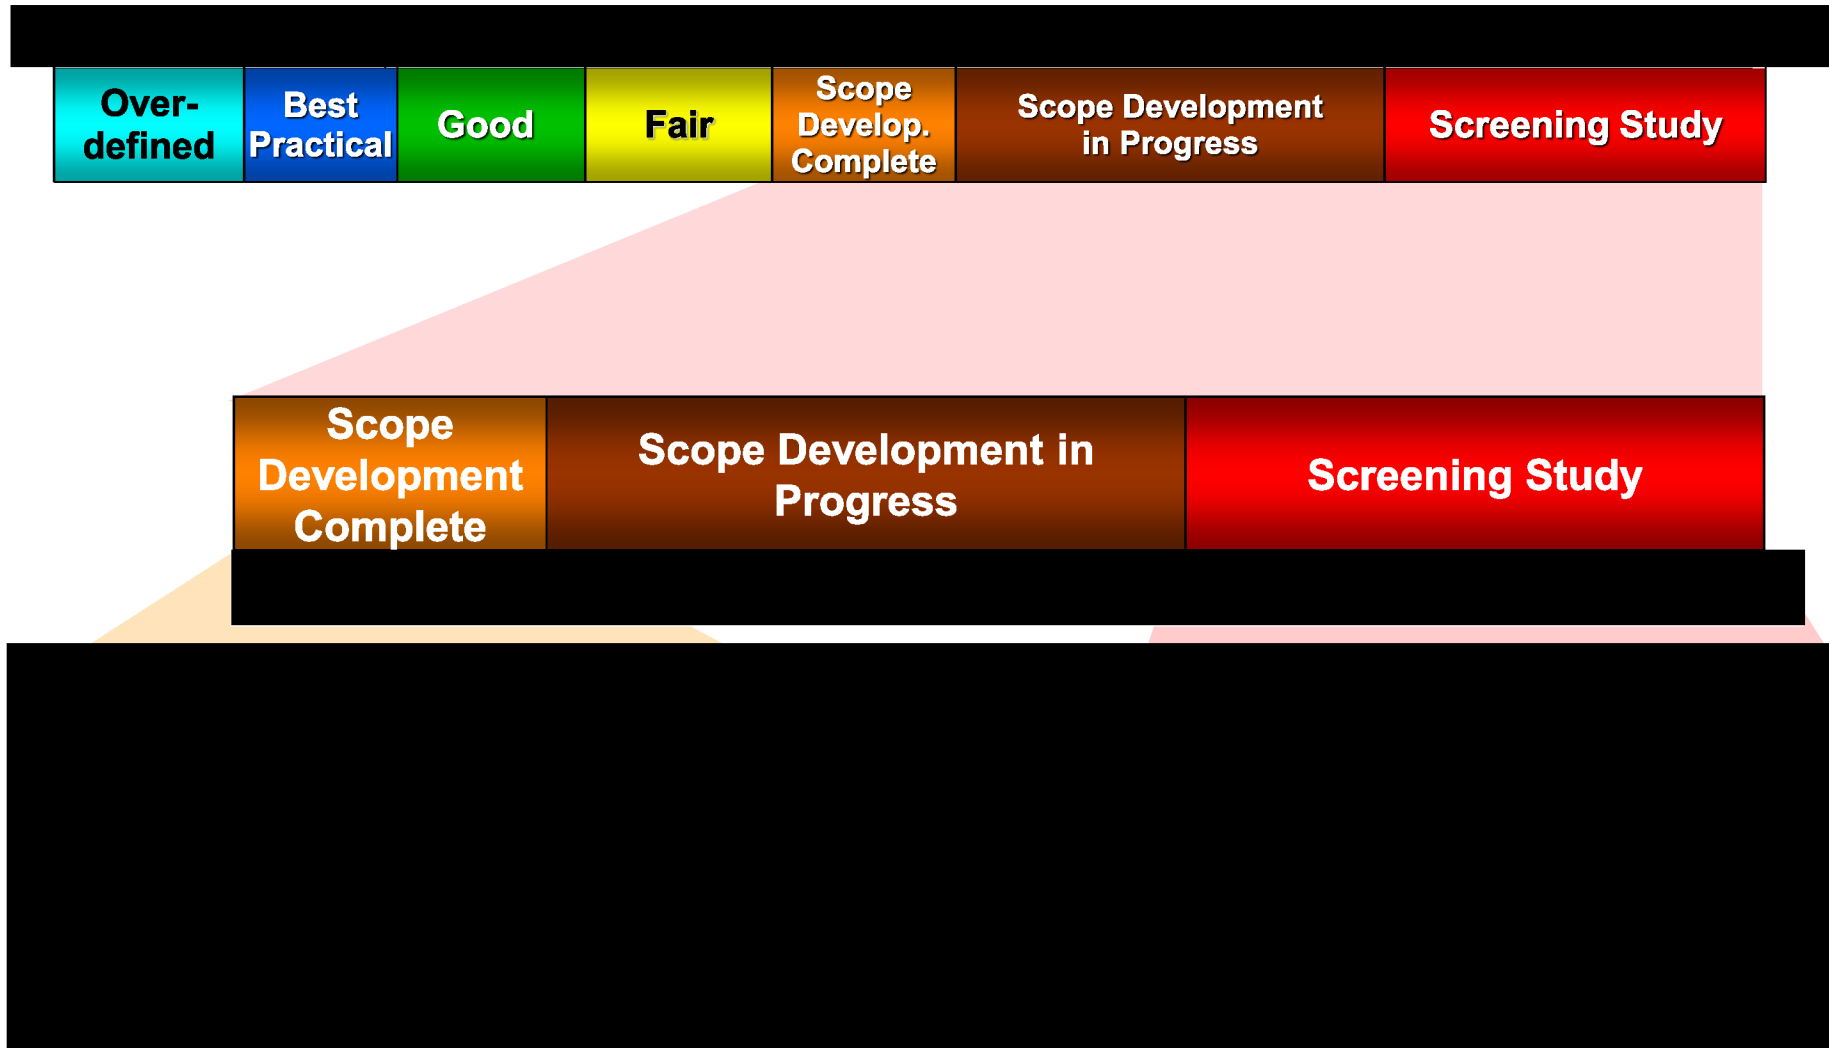 Over-
defined
Best
Practical
Good
Fair
Scope
Develop.
Complete
Scope Development
in Progress
Screening Study
Scope
Development
Complete
Scope Development in
Progress
Screening Study